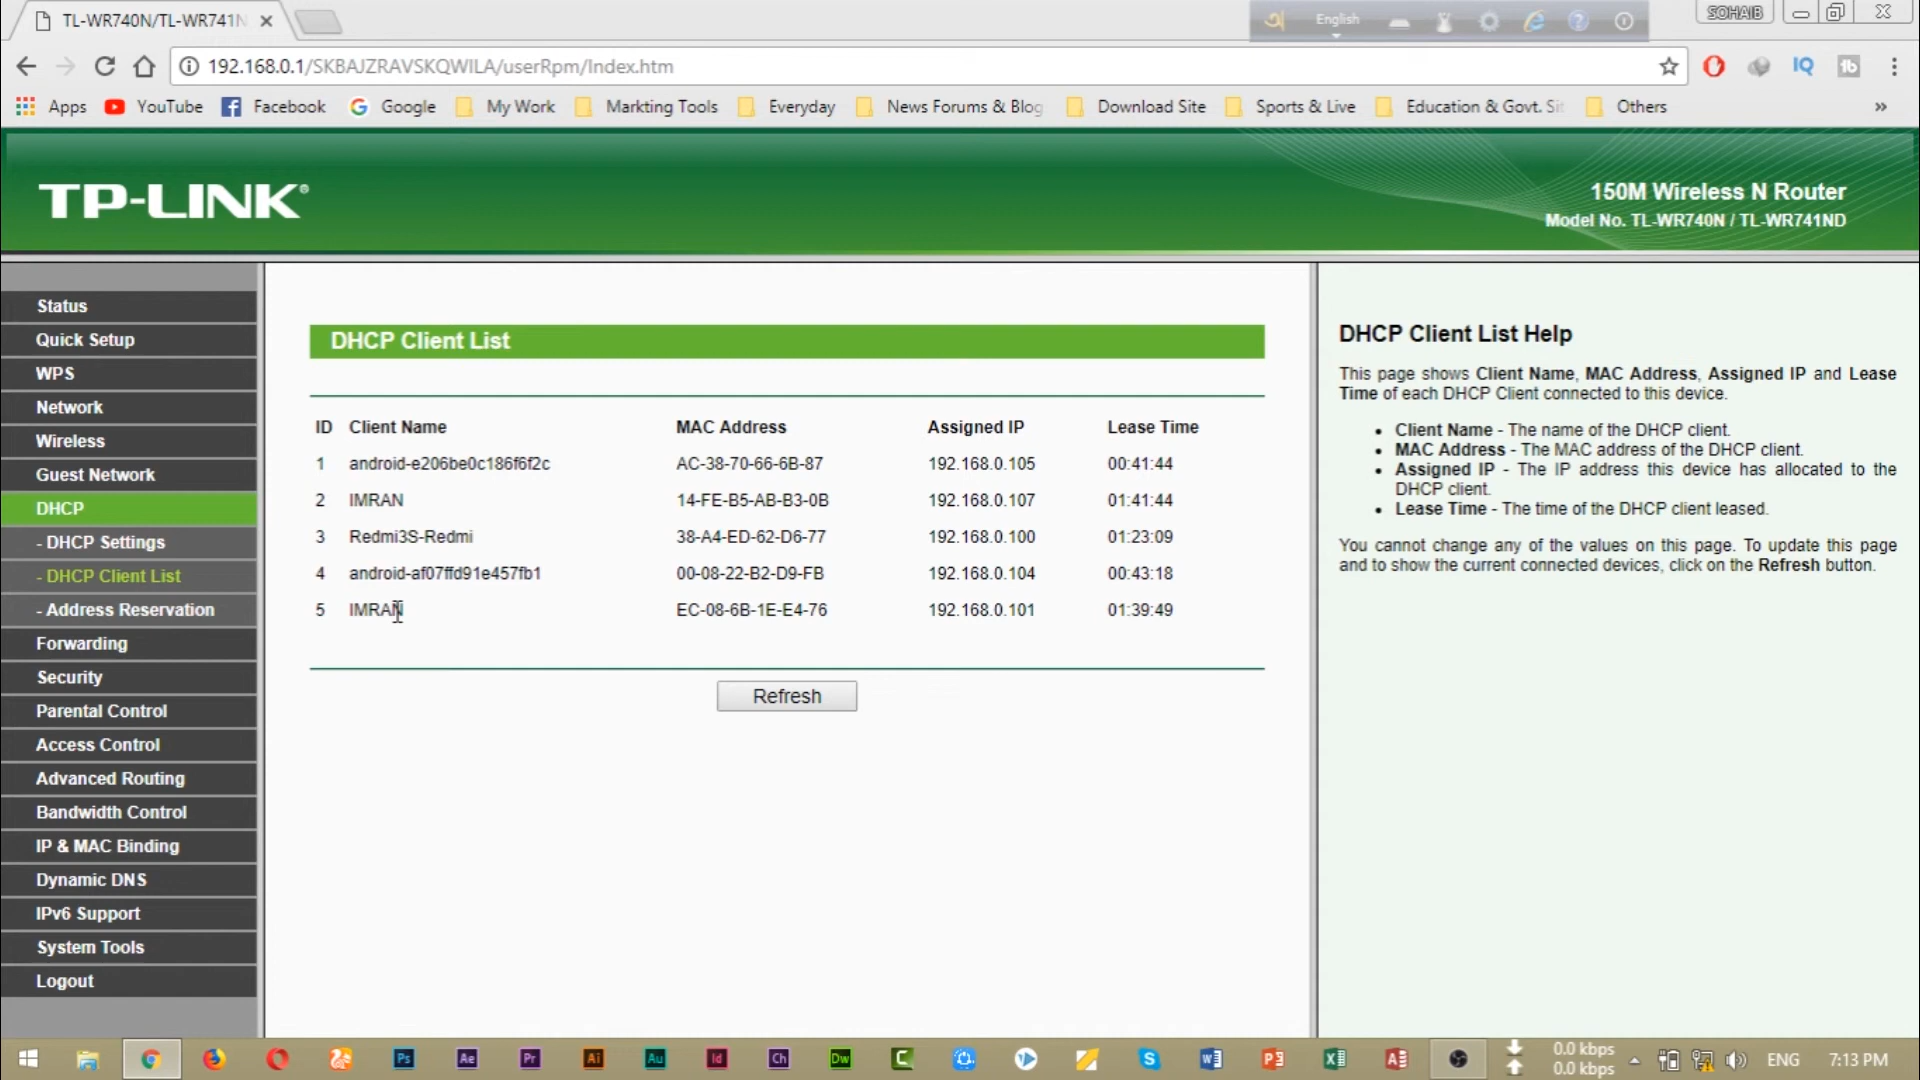 TL-WR740N/TL-WR741N
English
SOHAIB
192.168.0.1/SKBAJZRAVSKQWILA/userRpm/Index.htm
IQ
Apps YouTube Facebook Google My Work Markting Tools Everyday News Forums & Blog Download Site Sports & Live Education & Govt. Sit Others »
TP-LINK®
150M Wireless N Router
Model No. TL-WR740N / TL-WR741ND
Status
Quick Setup
WPS
Network
Wireless
Guest Network
DHCP
- DHCP Settings
- DHCP Client List
- Address Reservation
Forwarding
Security
Parental Control
Access Control
Advanced Routing
Bandwidth Control
IP & MAC Binding
Dynamic DNS
IPv6 Support
System Tools
Logout
DHCP Client List
ID Client Name MAC Address Assigned IP Lease Time
1 android-e206be0c186f6f2c AC-38-70-66-6B-87 192.168.0.105 00:41:44
2 IMRAN 14-FE-B5-AB-B3-0B 192.168.0.107 01:41:44
3 Redmi3S-Redmi 38-A4-ED-62-D6-77 192.168.0.100 01:23:09
4 android-af07ffd91e457fb1 00-08-22-B2-D9-FB 192.168.0.104 00:43:18
5 IMRAN EC-08-6B-1E-E4-76 192.168.0.101 01:39:49
Refresh
DHCP Client List Help
This page shows Client Name, MAC Address, Assigned IP and Lease
Time of each DHCP Client connected to this device.
• Client Name - The name of the DHCP client.
• MAC Address - The MAC address of the DHCP client.
• Assigned IP - The IP address this device has allocated to the
DHCP client.
• Lease Time - The time of the DHCP client leased.
You cannot change any of the values on this page. To update this page
and to show the current connected devices, click on the Refresh button.
Ps Ae Pr Ai Au Id Ch Dw C
0.0 kbps
0.0 kbps
ENG 7:13 PM